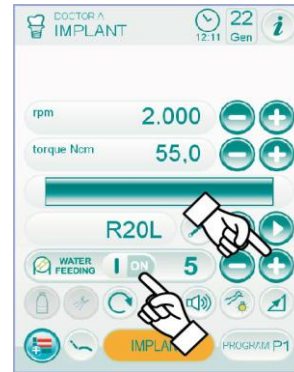 DOCTOR A
IMPLANT
12:11
22
Gen
i
rpm 2.000
torque Ncm 55,0
R20L
WATER FEEDING I ON 5
IMPLANT
PROGRAM P1